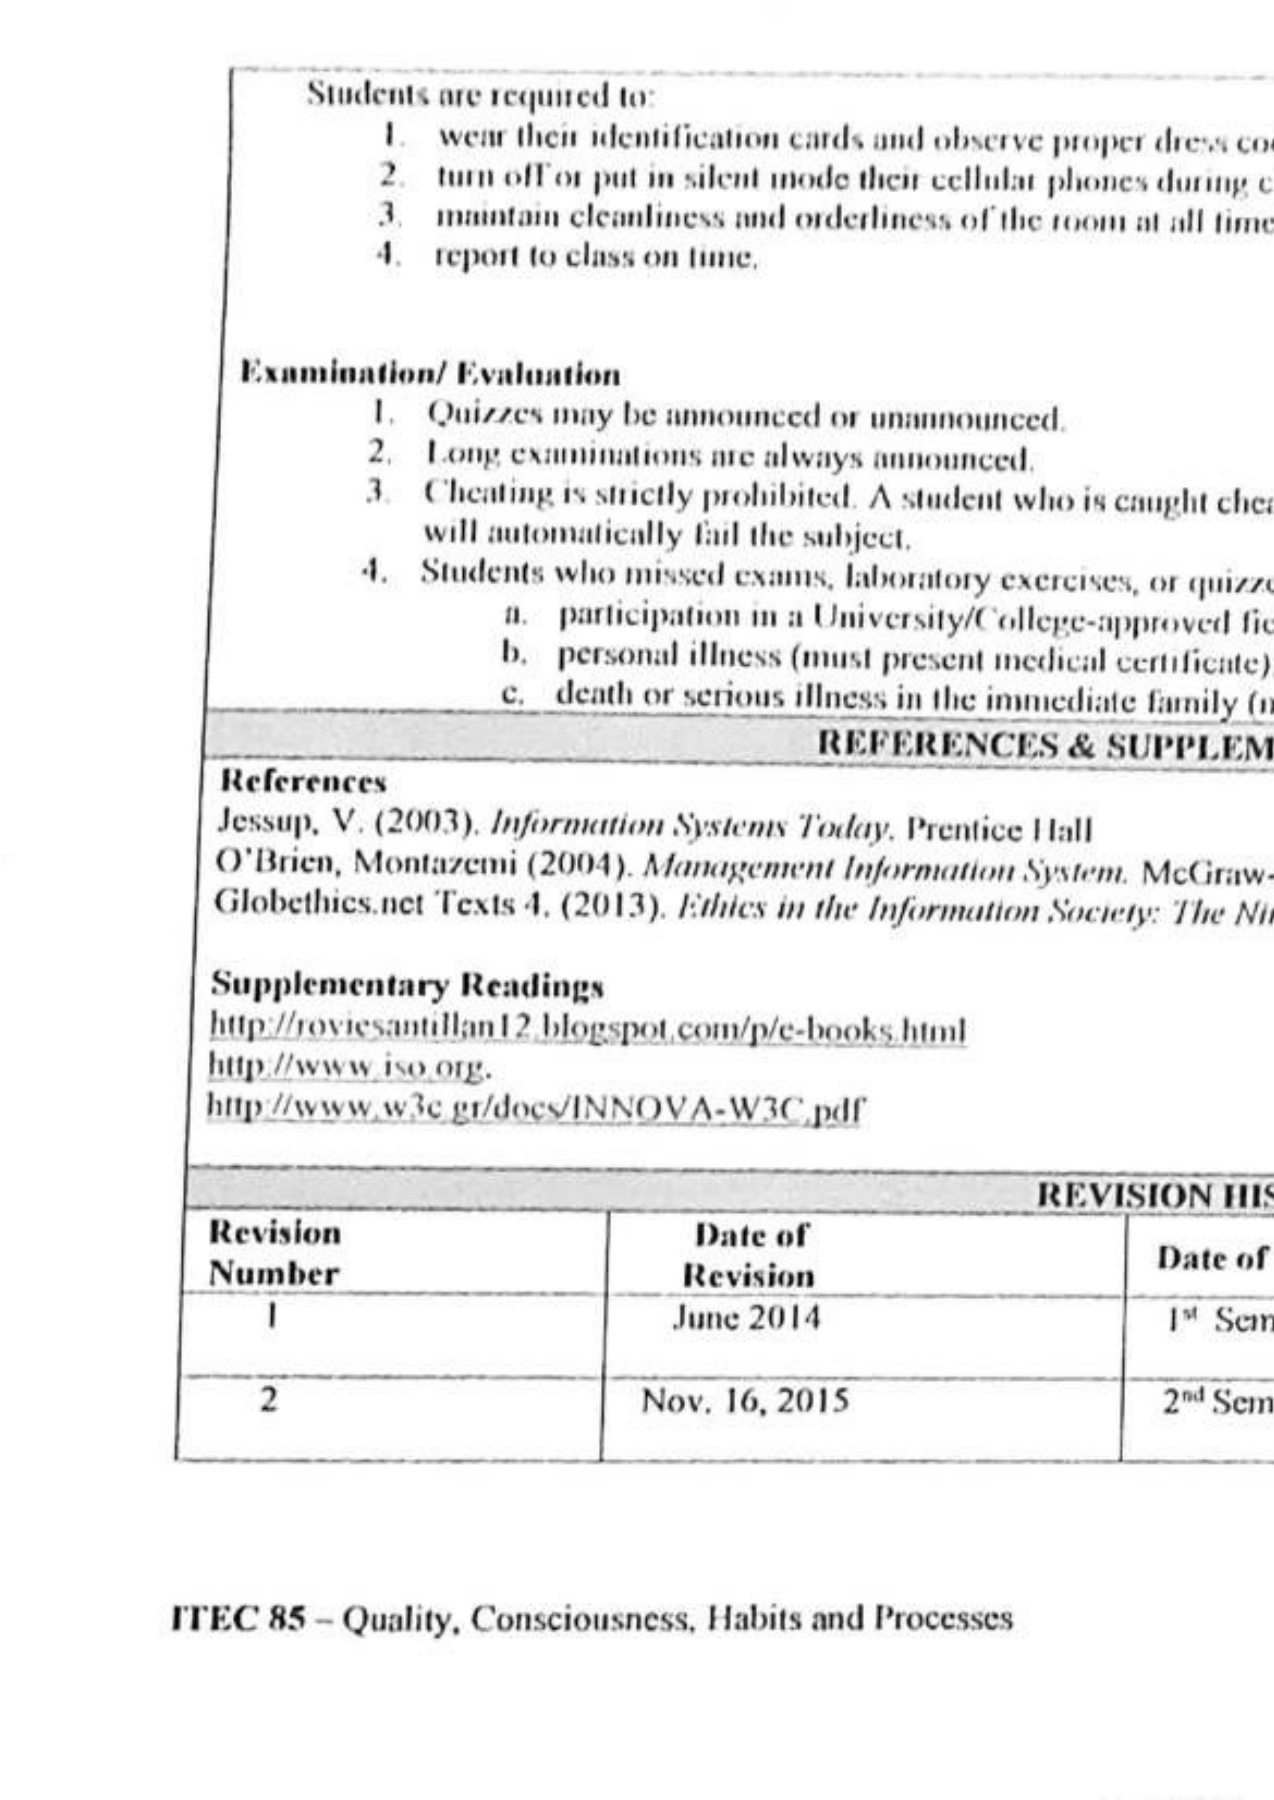 Students are required to:
1. wear their identification cards and observe proper dress co
2. turn off or put in silent mode their cellular phones during c
3. maintain cleanliness and orderliness of the room at all time
4. report to class on time.
Examination/ Evaluation
1. Quizzes may be announced or unannounced.
2. Long examinations are always announced.
3. Cheating is strictly prohibited. A student who is caught chea
will automatically fail the subject.
4. Students who missed exams, laboratory exercises, or quizze
a. participation in a University/College-approved fie
b. personal illness (must present medical certificate)
c. death or serious illness in the immediate family (n
REFERENCES & SUPPLEM
References
Jessup, V. (2003). Information Systems Today. Prentice Hall
O'Brien, Montazemi (2004). Management Information System. McGraw-
Globethics.net Texts 4. (2013). Ethics in the Information Society: The Nin
Supplementary Readings
http://roviesantillan12.blogspot.com/p/e-books.html
http://www.iso.org.
http://www.w3c.gr/docs/INNOVA-W3C.pdf
REVISION HIS
Revision Number
Date of Revision
Date of
1 June 2014 1st Sem
2 Nov. 16, 2015 2nd Sem
ITEC 85 – Quality, Consciousness, Habits and Processes